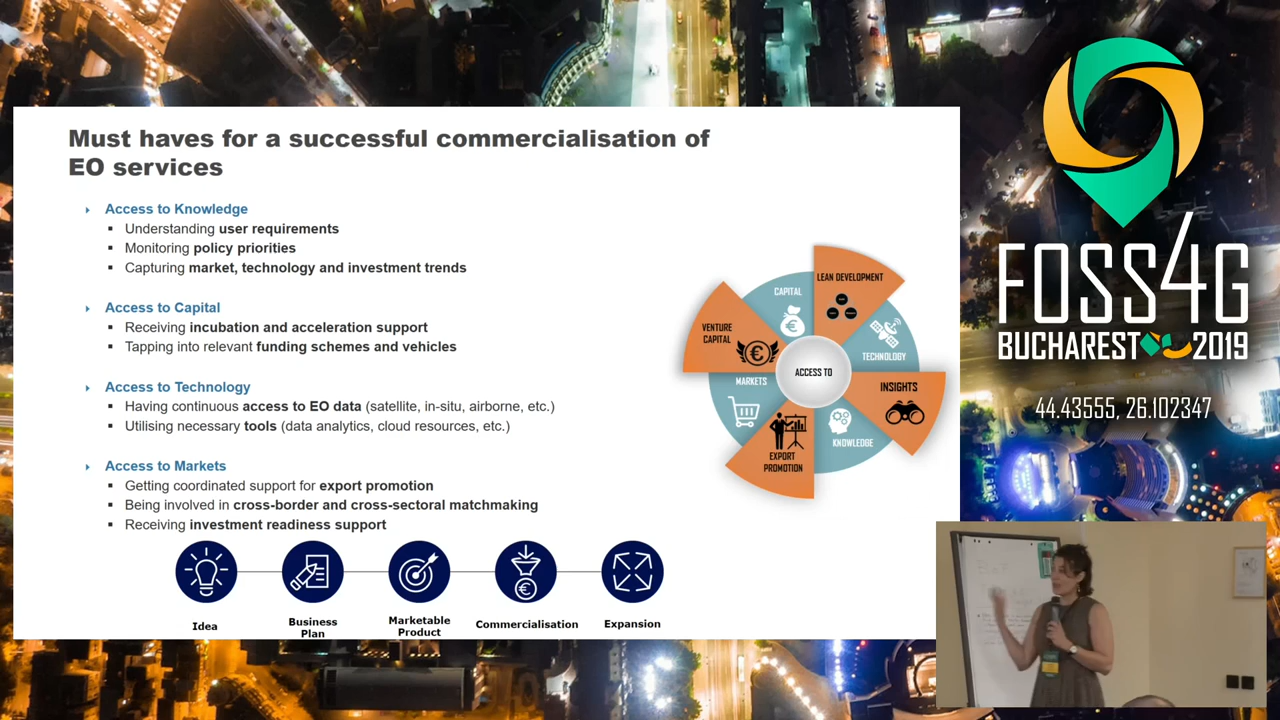 Must haves for a successful commercialisation of
EO services
Access to Knowledge
Understanding user requirements
Monitoring policy priorities
Capturing market, technology and investment trends
Access to Capital
Receiving incubation and acceleration support
Tapping into relevant funding schemes and vehicles
Access to Technology
Having continuous access to EO data (satellite, in-situ, airborne, etc.)
Utilising necessary tools (data analytics, cloud resources, etc.)
Access to Markets
Getting coordinated support for export promotion
Being involved in cross-border and cross-sectoral matchmaking
Receiving investment readiness support
Idea
Business
Plan
Marketable
Product
Commercialisation
Expansion
LEAN DEVELOPMENT
CAPITAL
VENTURE
CAPITAL
TECHNOLOGY
ACCESS TO
MARKETS
INSIGHTS
KNOWLEDGE
EXPORT
PROMOTION
FOSS4G
BUCHAREST 2019
44.43555, 26.102347